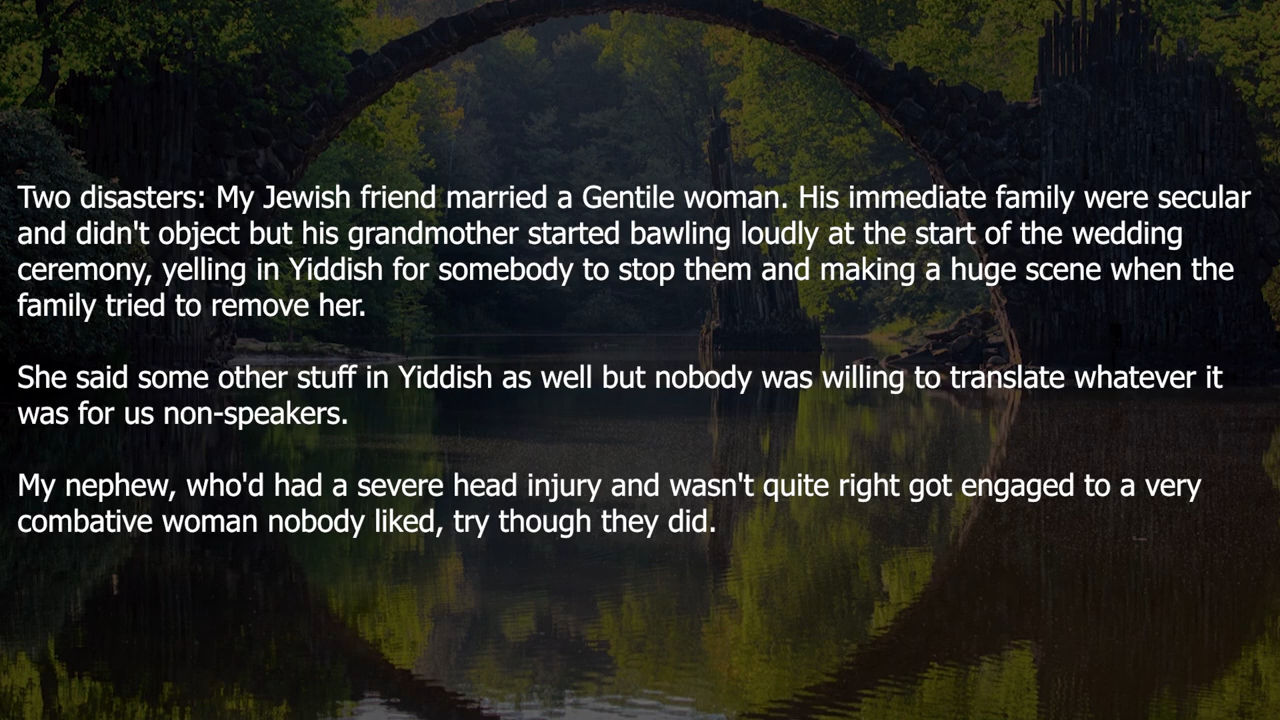 Two disasters: My Jewish friend married a Gentile woman. His immediate family were secular
and didn't object but his grandmother started bawling loudly at the start of the wedding
ceremony, yelling in Yiddish for somebody to stop them and making a huge scene when the
family tried to remove her.
She said some other stuff in Yiddish as well but nobody was willing to translate whatever it
was for us non-speakers.
My nephew, who'd had a severe head injury and wasn't quite right got engaged to a very
combative woman nobody liked, try though they did.